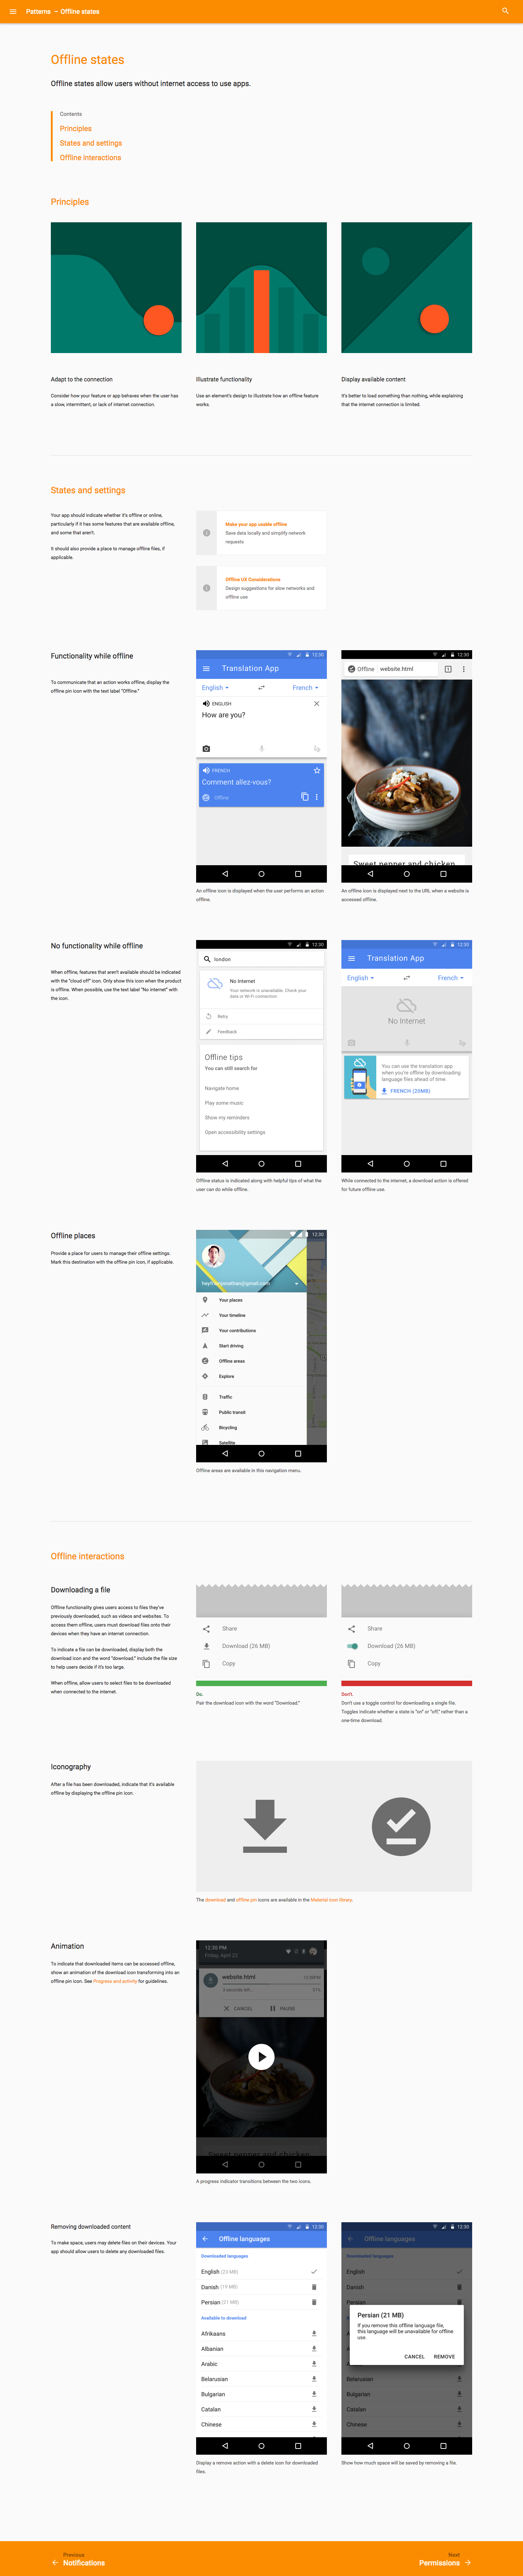 Patterns – Offline states
Offline states
Offline states allow users without internet access to use apps.
Contents
Principles
States and settings
Offline interactions
Principles
Adapt to the connection
Consider how your feature or app behaves when the user has
a slow, intermittent, or lack of internet connection.
Illustrate functionality
Use an element's design to illustrate how an offline feature
works.
Display available content
It's better to load something than nothing, while explaining
that the internet connection is limited.
States and settings
Your app should indicate whether it's offline or online,
particularly if it has some features that are available offline,
and some that aren't.
It should also provide a place to manage offline files, if
applicable.
Make your app usable offline
Save data locally and simplify network
requests
Offline UX Considerations
Design suggestions for slow networks and
offline use
Functionality while offline
To communicate that an action works offline, display the
offline pin icon with the text label "Offline."
12:30
Translation App
English
French
ENGLISH
How are you?
FRENCH
Comment allez-vous?
Offline
An offline icon is displayed when the user performs an action
offline.
12:30
Offline website.html
1
Sweet pepper and chicken
An offline icon is displayed next to the URL when a website is
accessed offline.
No functionality while offline
When offline, features that aren't available should be indicated
with the "cloud off" icon. Only show this icon when the product
is offline. When possible, use the text label "No internet" with
the icon.
12:30
london
No Internet
Your network is unavailable. Check your
data or Wi-Fi connection
Retry
Feedback
Offline tips
You can still search for
Navigate home
Play some music
Show my reminders
Open accessibility settings
Offline status is indicated along with helpful tips of what the
user can do while offline.
12:30
Translation App
English
French
No Internet
You can use the translation app
when you're offline by downloading
language files ahead of time.
FRENCH (25MB)
While connected to the internet, a download action is offered
for future offline use.
Offline places
Provide a place for users to manage their offline settings.
Mark this destination with the offline pin icon, if applicable.
12:30
Your places
Your timeline
Your contributions
Start driving
Offline areas
Explore
Traffic
Public transit
Bicycling
Satellite
Offline areas are available in this navigation menu.
Offline interactions
Downloading a file
Offline functionality gives users access to files they've
previously downloaded, such as videos and websites. To
access them offline, users must download files onto their
devices when they have an internet connection.
To indicate a file can be downloaded, display both the
download icon and the word "download." Include the file size
to help users decide if it's too large.
When offline, allow users to select files to be downloaded
when connected to the internet.
Share
Download (26 MB)
Copy
Do.
Pair the download icon with the word "Download."
Share
Download (26 MB)
Copy
Don't.
Don't use a toggle control for downloading a single file.
Toggles indicate whether a state is "on" or "off," rather than a
one-time download.
Iconography
After a file has been downloaded, indicate that it's available
offline by displaying the offline pin icon.
The download and offline pin icons are available in the Material icon library.
Animation
To indicate that downloaded items can be accessed offline,
show an animation of the download icon transforming into an
offline pin icon. See Progress and activity for guidelines.
12:30 PM
Friday, April 22
website.html
12:30PM
3 seconds left...
51%
CANCEL
PAUSE
Sweet pepper and chicken
A progress indicator transitions between the two icons.
Removing downloaded content
To make space, users may delete files on their devices. Your
app should allow users to delete any downloaded files.
12:30
Offline languages
Downloaded languages
English (23 MB)
Danish (19 MB)
Persian (21 MB)
Available to download
Afrikaans
Albanian
Arabic
Belarusian
Bulgarian
Catalan
Chinese
Display a remove action with a delete icon for downloaded
files.
12:30
Offline languages
Downloaded languages
English
Danish
Persian
Persian (21 MB)
If you remove this offline language file,
this language will be unavailable for offline
use.
CANCEL REMOVE
Belarusian
Bulgarian
Catalan
Chinese
Show how much space will be saved by removing a file.
Previous
Notifications
Next
Permissions